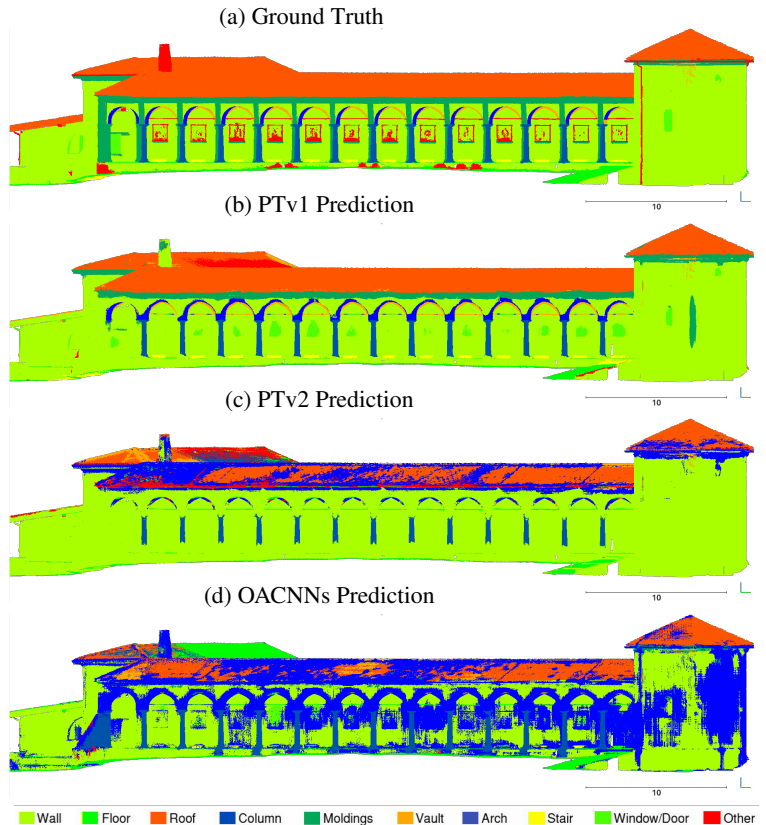 (a) Ground Truth
10
(b) PTv1 Prediction
10
(c) PTv2 Prediction
10
(d) OACNNs Prediction
10
Wall Floor Roof Column Moldings Vault Arch Stair Window/Door Other